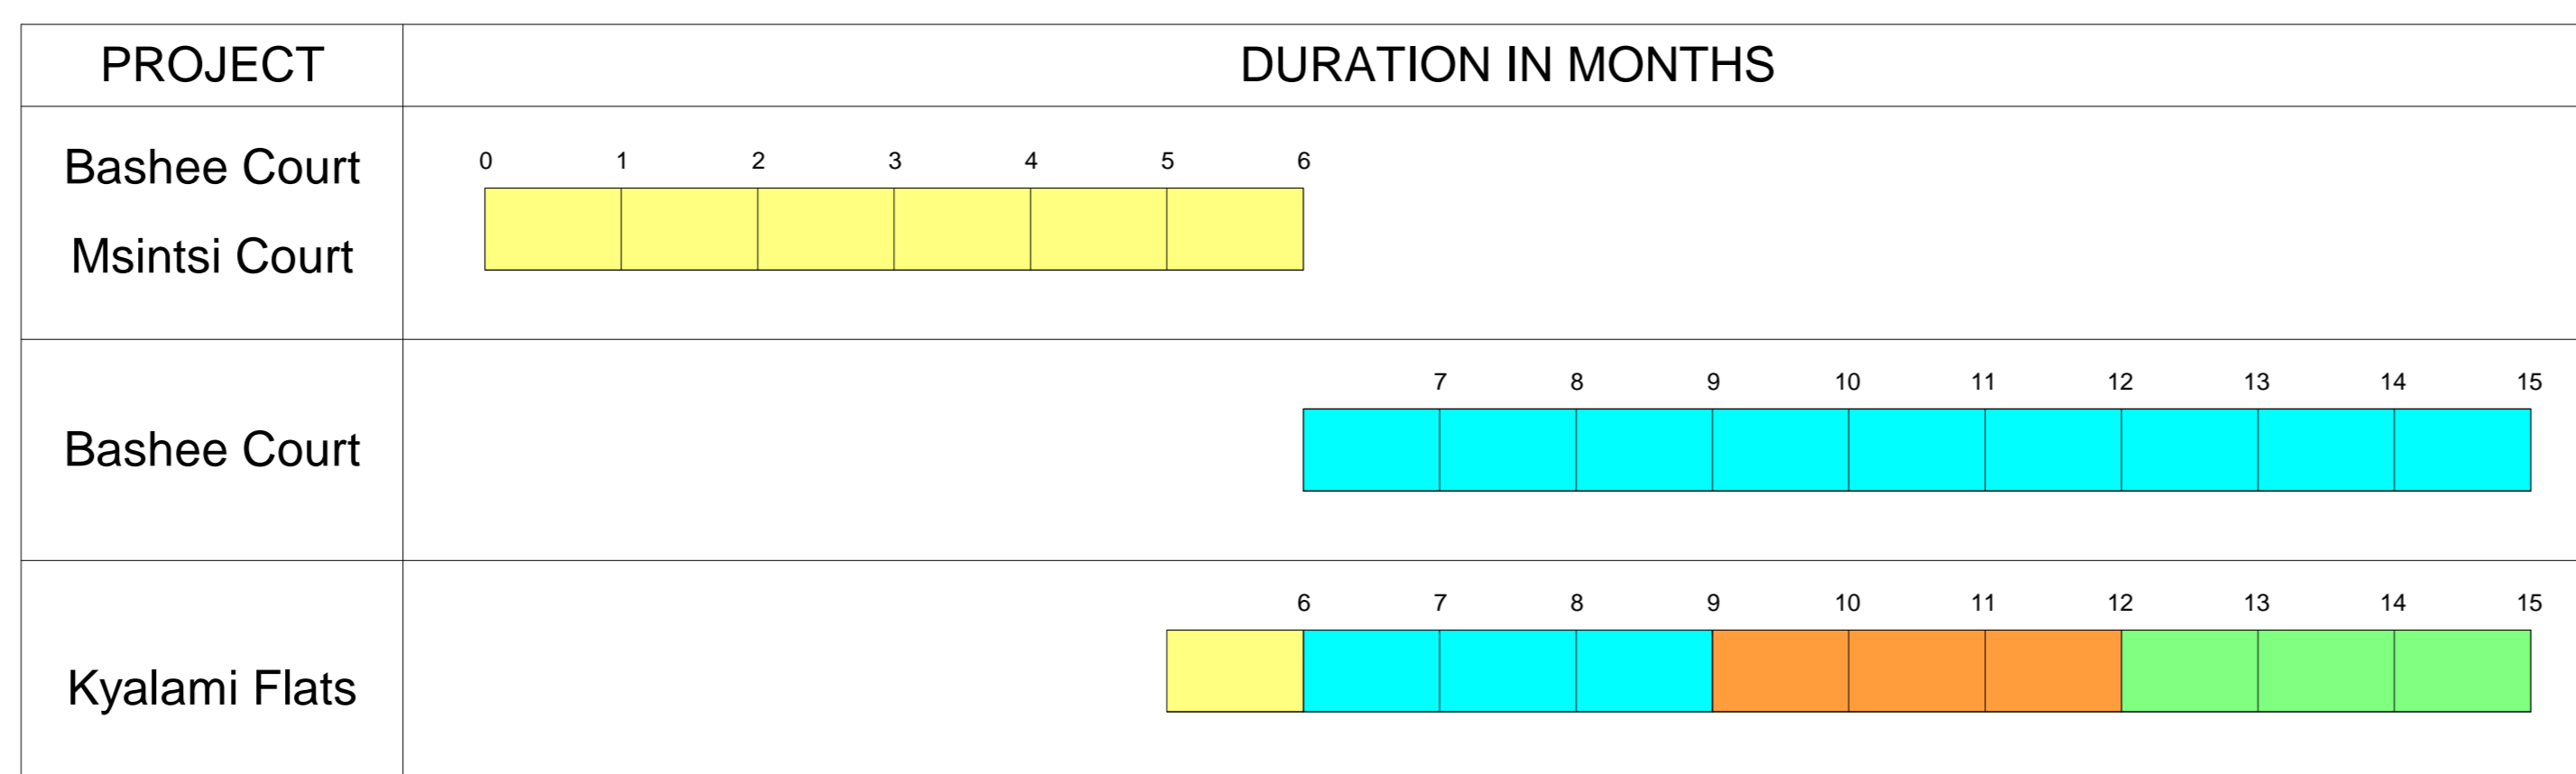 PROJECT
DURATION IN MONTHS
Bashee Court
Msintsi Court
0 1 2 3 4 5 6
Bashee Court
7 8 9 10 11 12 13 14 15
Kyalami Flats
6 7 8 9 10 11 12 13 14 15